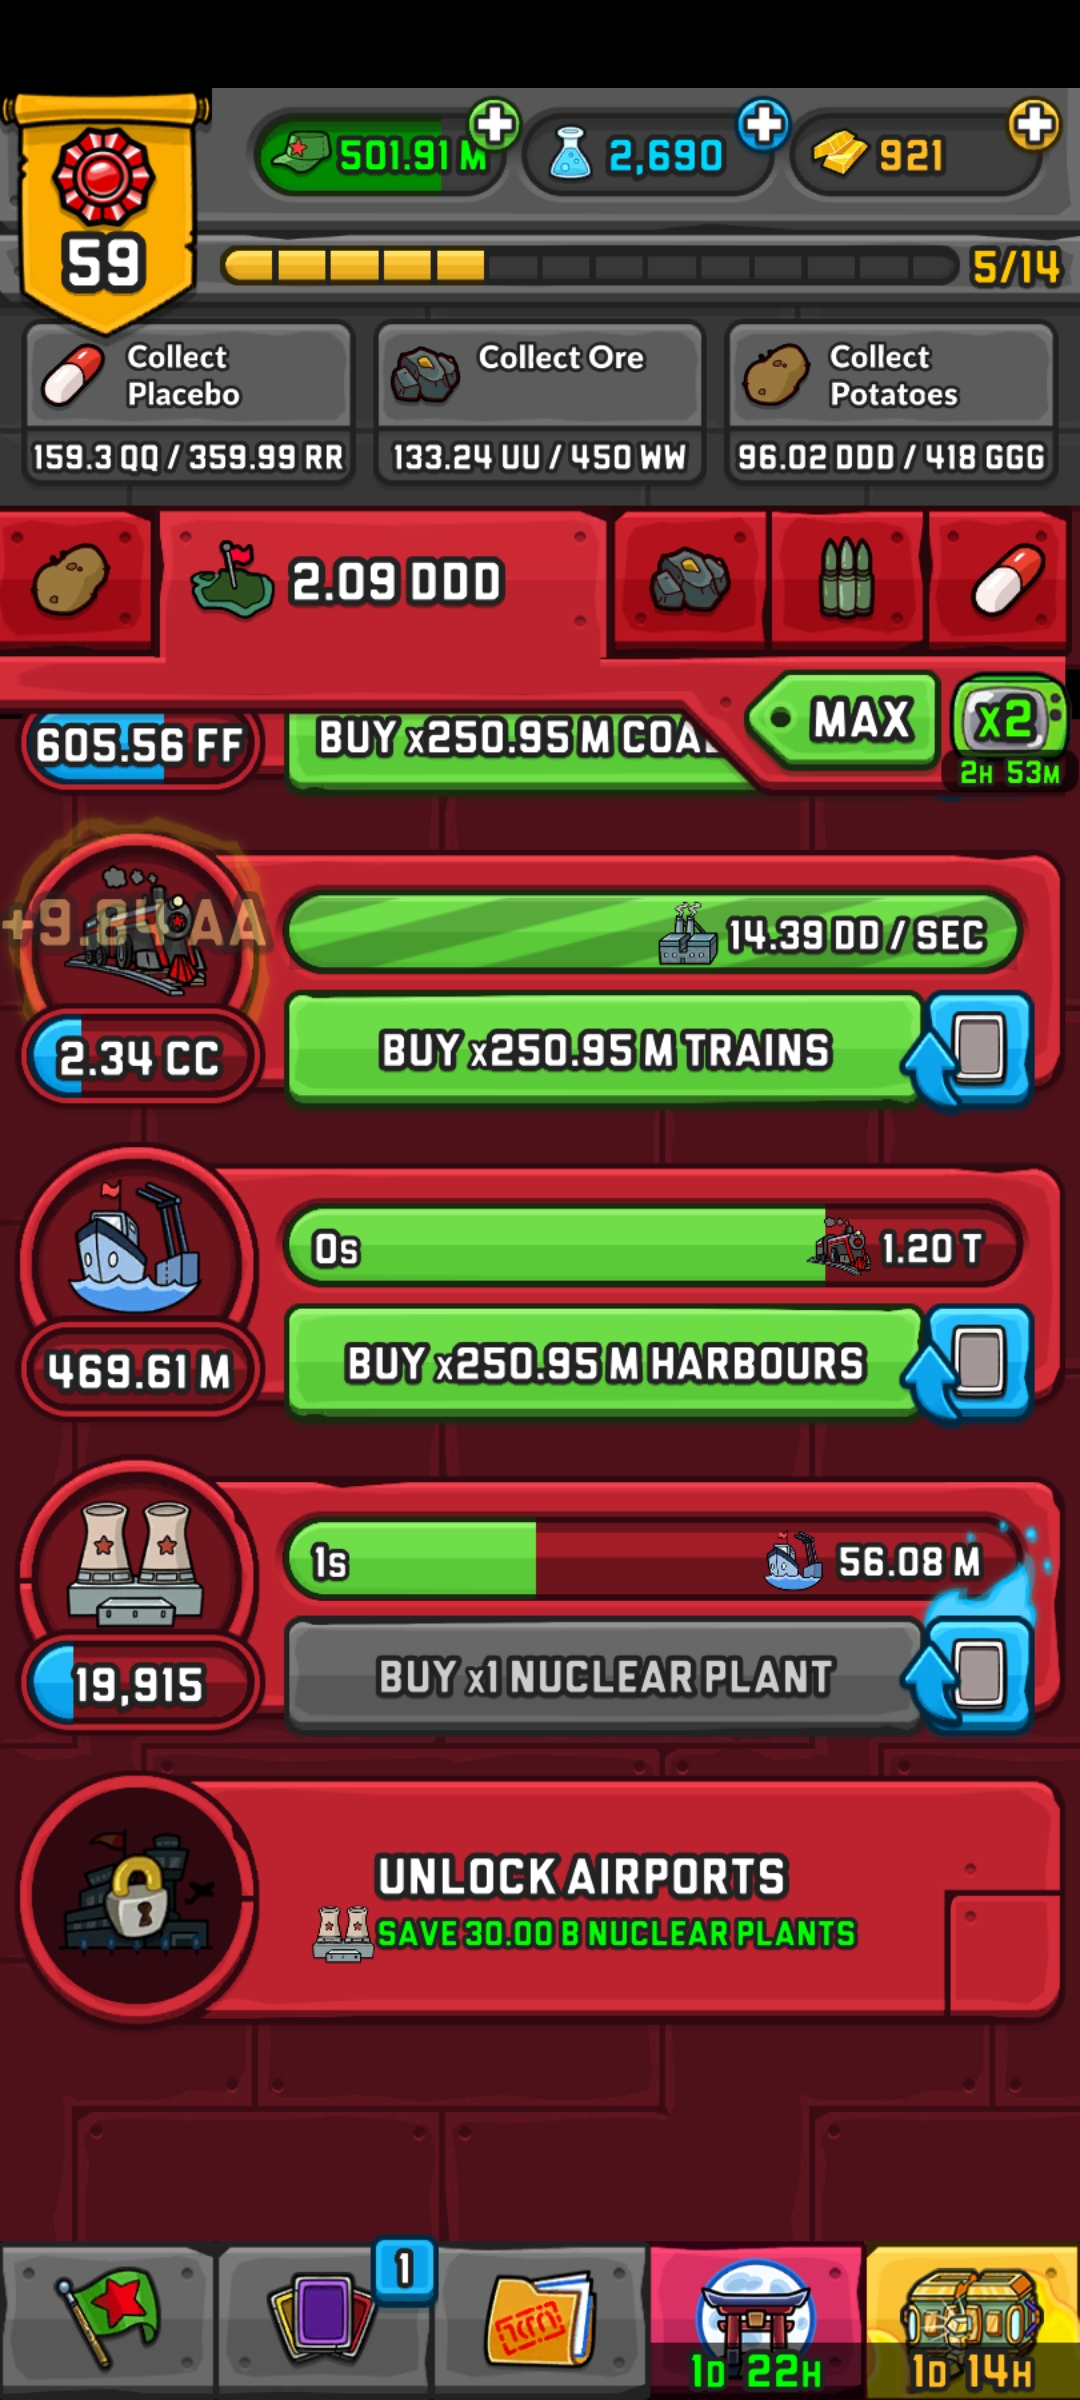 59
501.91 M
2,690
921
5/14
Collect Placebo
159.3 QQ / 359.99 RR
Collect Ore
133.24 UU / 450 WW
Collect Potatoes
96.02 DDD / 418 GGG
2.09 DDD
MAX
x2
2H 53M
605.56 FF
BUY x250.95 M
+9.64 AA
14.39 DD / SEC
2.34 CC
BUY x250.95 M TRAINS
0s
1.20 T
469.61 M
BUY x250.95 M HARBOURS
1s
56.08 M
19,915
BUY x1 NUCLEAR PLANT
UNLOCK AIRPORTS
SAVE 30.00 B NUCLEAR PLANTS
1
1D 22H
1D 14H